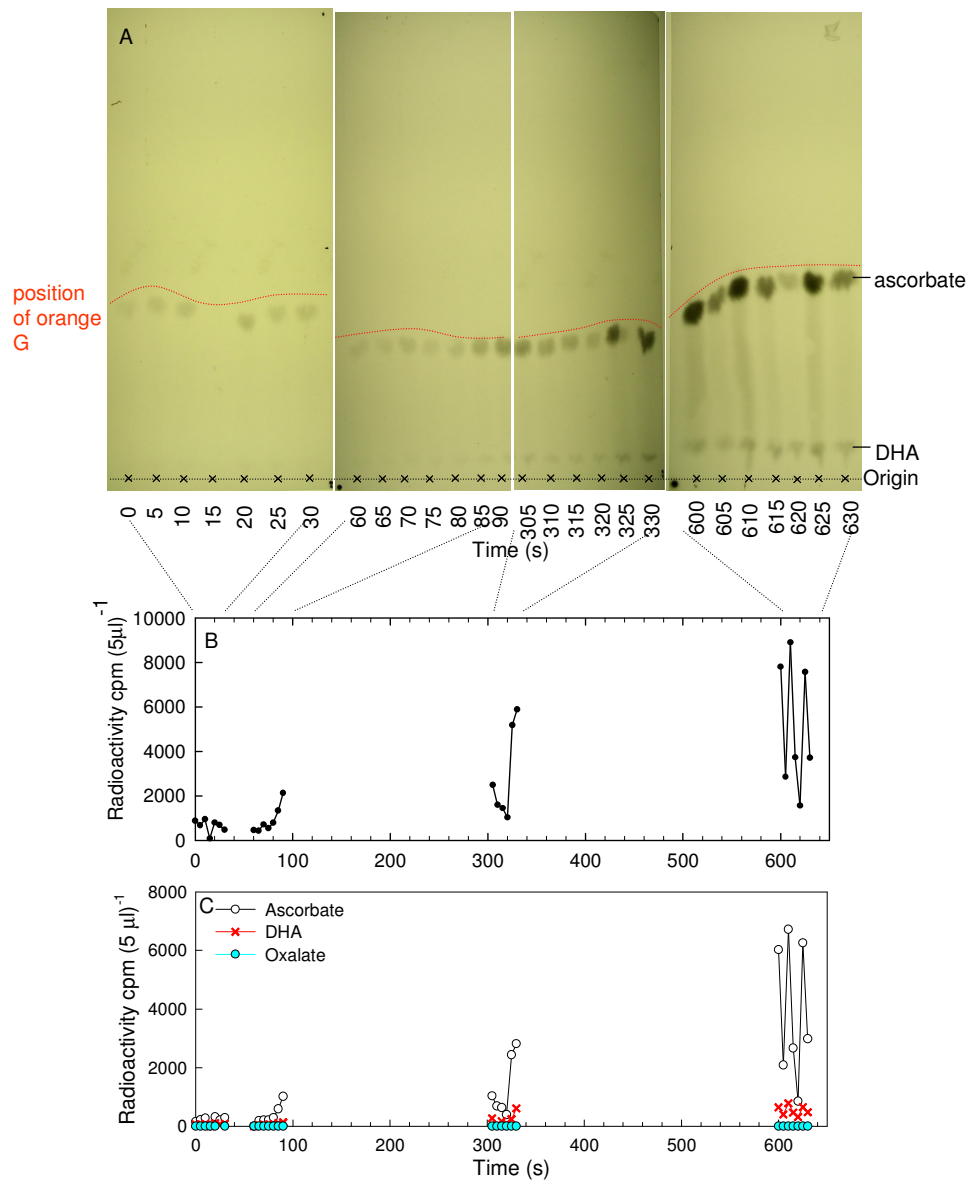 A
position
of orange
G
ascorbate
DHA
Origin
0 5 10 15 20 25 30 60 65 70 75 80 85 90 305 310 315 320 325 330 600 605 610 615 620 625 630
Time (s)
B
Radioactivity cpm (5µl)-1
10000
8000
6000
4000
2000
0
0 100 200 300 400 500 600
C
Ascorbate
DHA
Oxalate
Radioactivity cpm (5 µl)-1
8000
6000
4000
2000
0
0 100 200 300 400 500 600
Time (s)